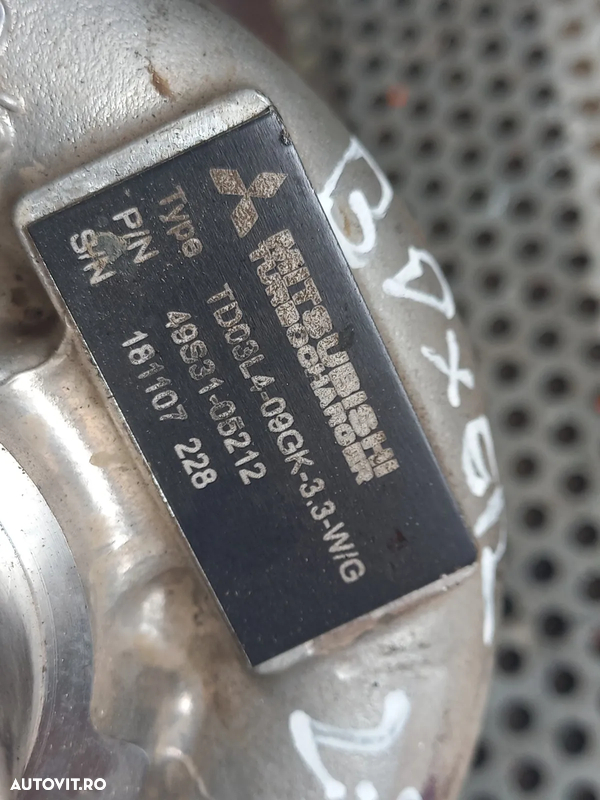 MITSUBISHI
TURBOCHARGER
Type TD03L4-09GK-3.3-W/G
P/N 49S31-05212
S/N 181107 228
AUTOVIT.RO